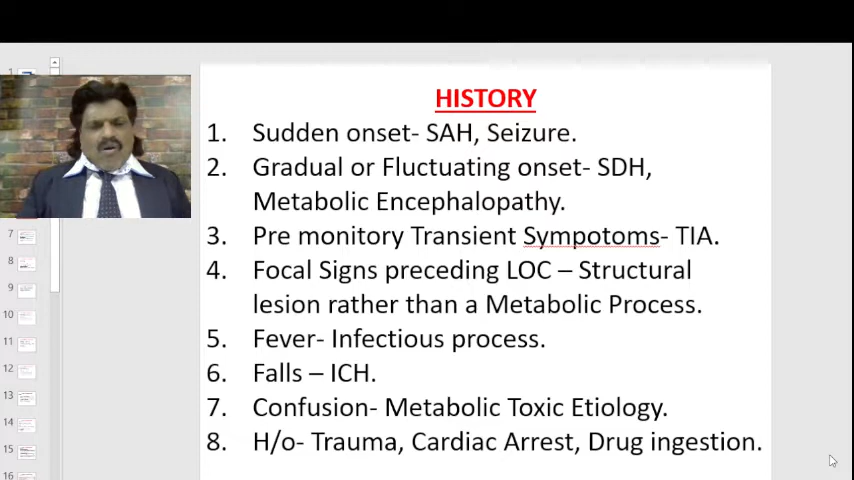 HISTORY
1. Sudden onset- SAH, Seizure.
2. Gradual or Fluctuating onset- SDH,
Metabolic Encephalopathy.
3. Pre monitory Transient Sympotoms- TIA.
4. Focal Signs preceding LOC – Structural
lesion rather than a Metabolic Process.
5. Fever- Infectious process.
6. Falls – ICH.
7. Confusion- Metabolic Toxic Etiology.
8. H/o- Trauma, Cardiac Arrest, Drug ingestion.
1
7
8
9
10
11
12
13
14
15
16